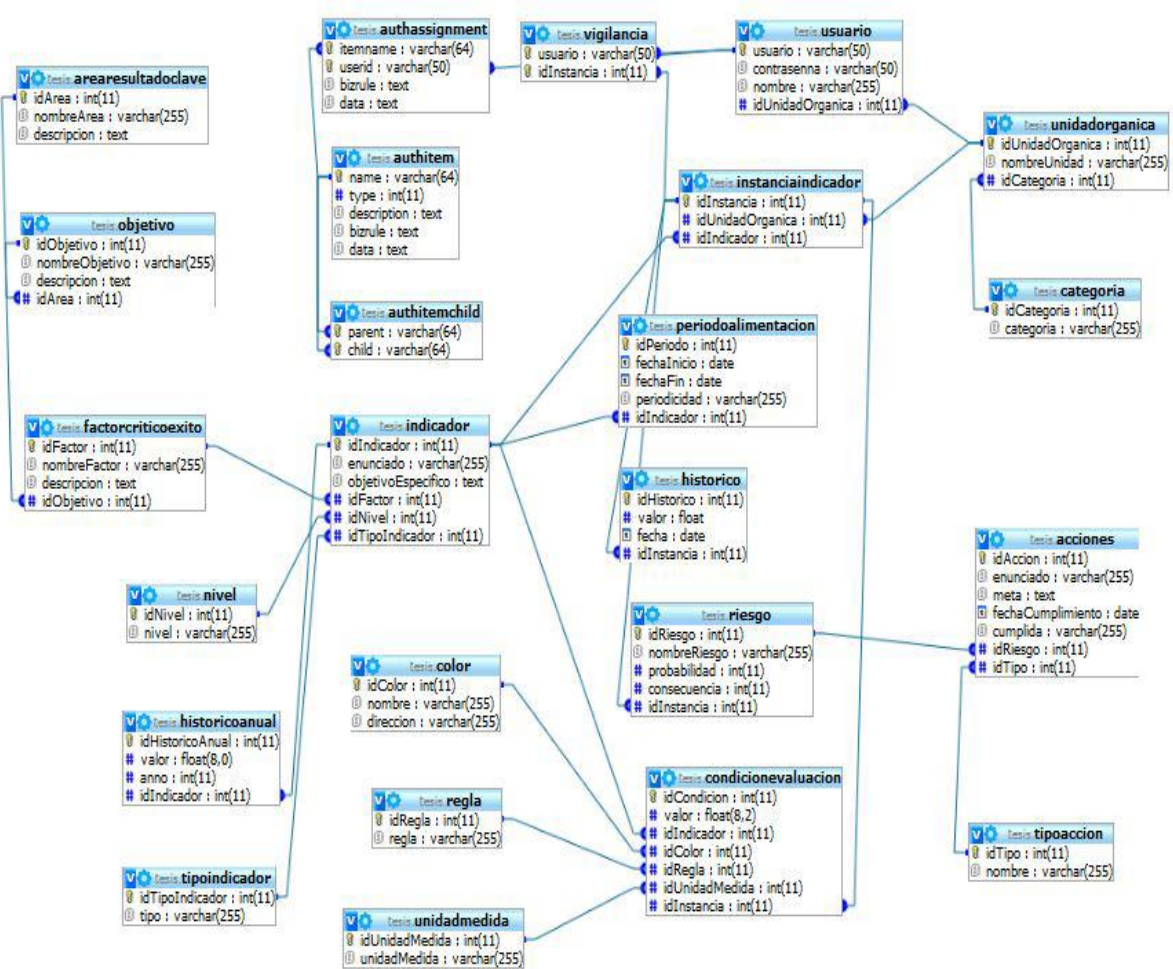 tesis.arearesultadoclave
idArea : int(11)
nombreArea : varchar(255)
descripcion : text
tesis.objetivo
idObjetivo : int(11)
nombreObjetivo : varchar(255)
descripcion : text
# idArea : int(11)
tesis.factorcriticoexito
idFactor : int(11)
nombreFactor : varchar(255)
descripcion : text
# idObjetivo : int(11)
tesis.nivel
idNivel : int(11)
nivel : varchar(255)
tesis.historicoanual
idHistoricoAnual : int(11)
# valor : float(8,0)
# anno : int(11)
# idIndicador : int(11)
tesis.tipoindicador
idTipoIndicador : int(11)
tipo : varchar(255)
tesis.authassignment
itemname : varchar(64)
userid : varchar(50)
bizrule : text
data : text
tesis.authitem
name : varchar(64)
# type : int(11)
description : text
bizrule : text
data : text
tesis.authitemchild
parent : varchar(64)
child : varchar(64)
tesis.indicador
idIndicador : int(11)
enunciado : varchar(255)
objetivoEspecifico : text
# idFactor : int(11)
# idNivel : int(11)
# idTipoIndicador : int(11)
tesis.color
idColor : int(11)
nombre : varchar(255)
direccion : varchar(255)
tesis.regla
idRegla : int(11)
regla : varchar(255)
tesis.unidadmedida
idUnidadMedida : int(11)
unidadMedida : varchar(255)
tesis.vigilancia
usuario : varchar(50)
idInstancia : int(11)
tesis.usuario
usuario : varchar(50)
contrasenna : varchar(50)
nombre : varchar(255)
# idUnidadOrganica : int(11)
tesis.instanciaindicador
idInstancia : int(11)
# idUnidadOrganica : int(11)
# idIndicador : int(11)
tesis.periodoalimentacion
idPeriodo : int(11)
fechaInicio : date
fechaFin : date
periodicidad : varchar(255)
# idIndicador : int(11)
tesis.historico
idHistorico : int(11)
# valor : float
fecha : date
# idInstancia : int(11)
tesis.riesgo
idRiesgo : int(11)
nombreRiesgo : varchar(255)
# probabilidad : int(11)
# consecuencia : int(11)
# idInstancia : int(11)
tesis.condicionevaluacion
idCondicion : int(11)
# valor : float(8,2)
# idIndicador : int(11)
# idColor : int(11)
# idRegla : int(11)
# idUnidadMedida : int(11)
# idInstancia : int(11)
tesis.unidadorganica
idUnidadOrganica : int(11)
nombreUnidad : varchar(255)
# idCategoria : int(11)
tesis.categoria
idCategoria : int(11)
categoria : varchar(255)
tesis.acciones
idAccion : int(11)
enunciado : varchar(255)
meta : text
fechaCumplimiento : date
cumplida : varchar(255)
# idRiesgo : int(11)
# idTipo : int(11)
tesis.tipoaccion
idTipo : int(11)
nombre : varchar(255)